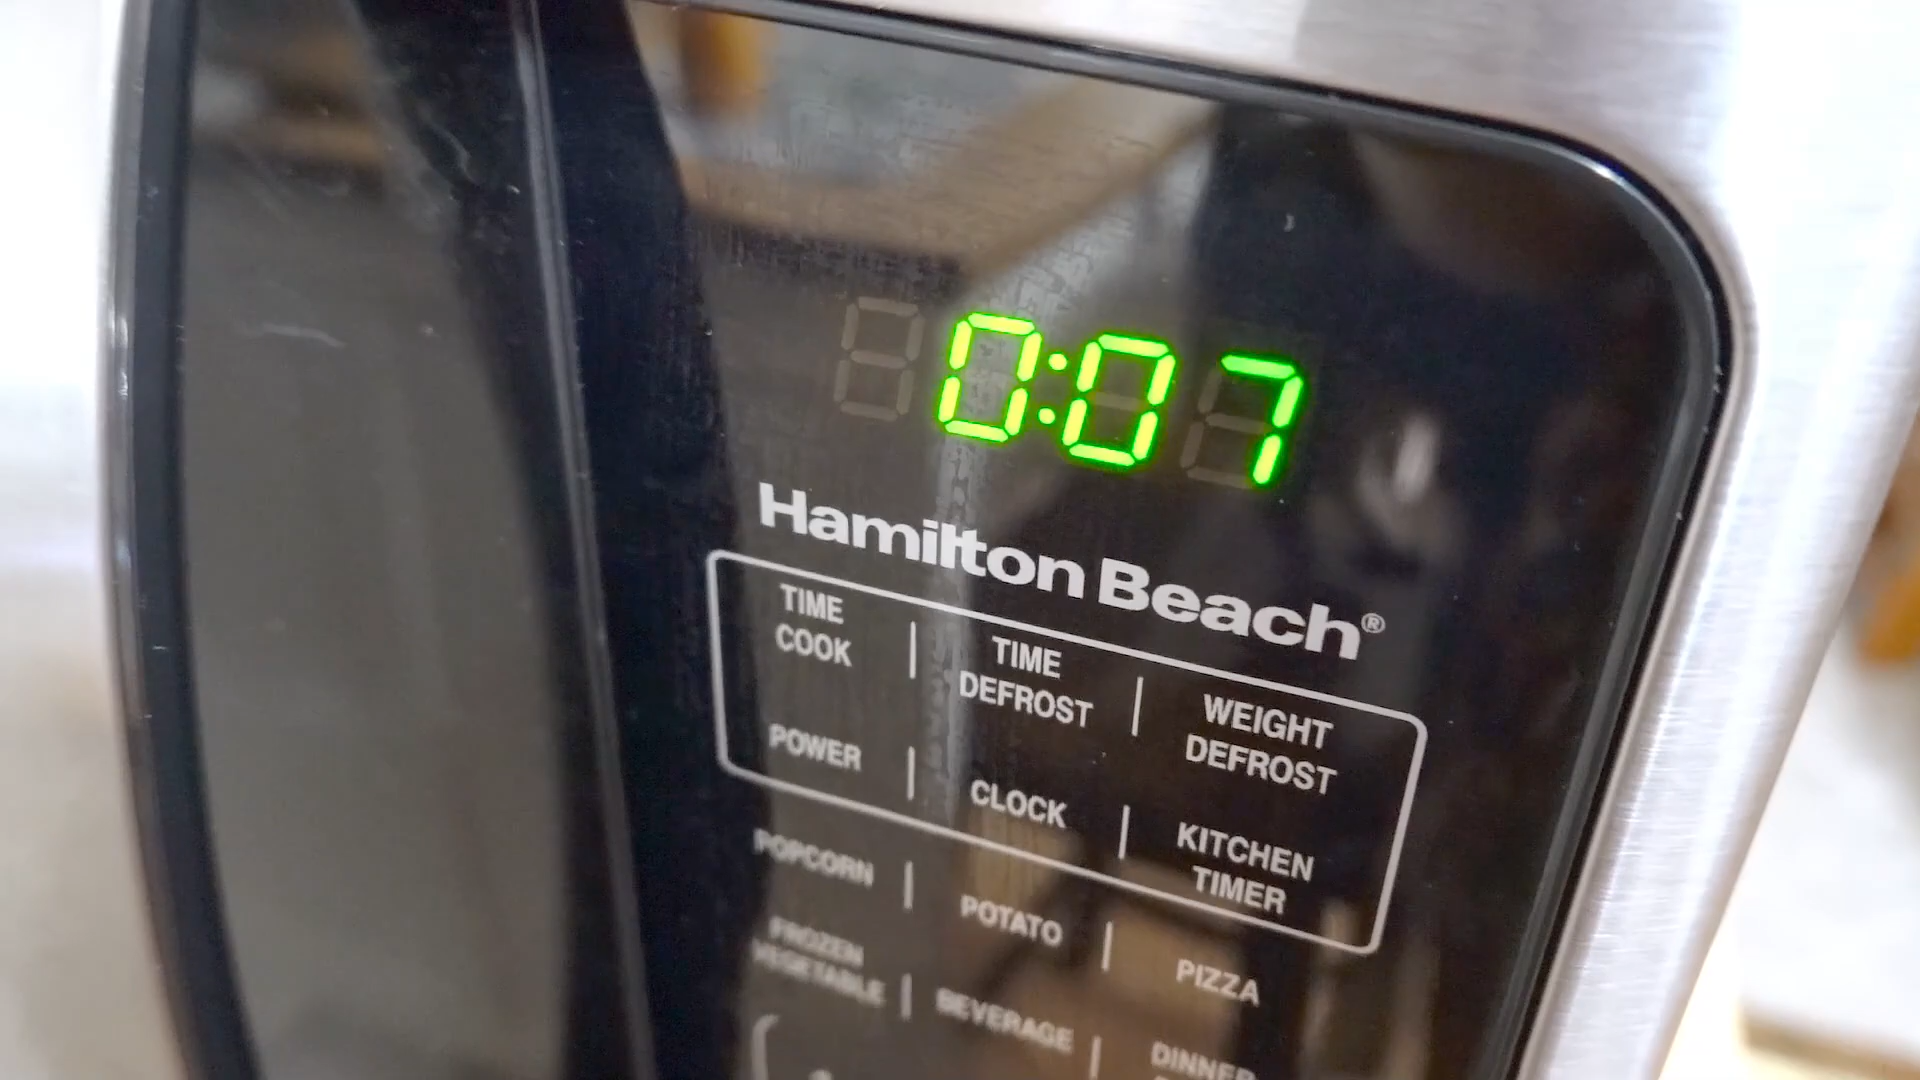 0:07
Hamilton Beach®
TIME
COOK
TIME
DEFROST
WEIGHT
DEFROST
POWER
CLOCK
KITCHEN
TIMER
POPCORN
POTATO
PIZZA
FROZEN
VEGETABLE
BEVERAGE
DINNER